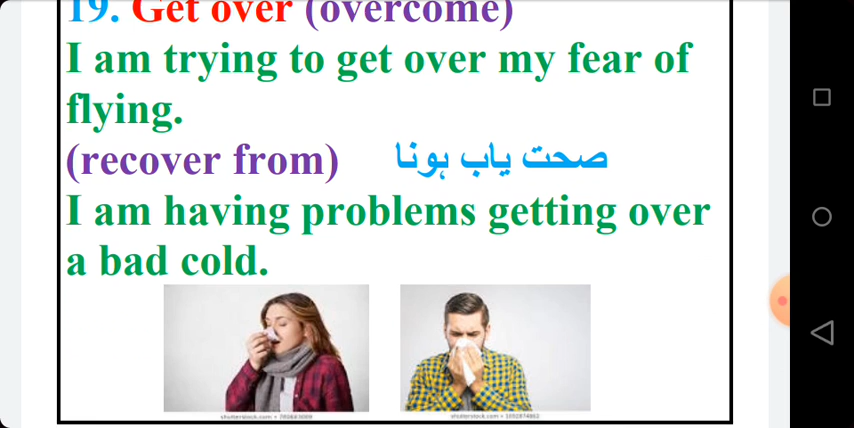 19. Get over (overcome)
I am trying to get over my fear of
flying.
(recover from) صحت یاب ہونا
I am having problems getting over
a bad cold.